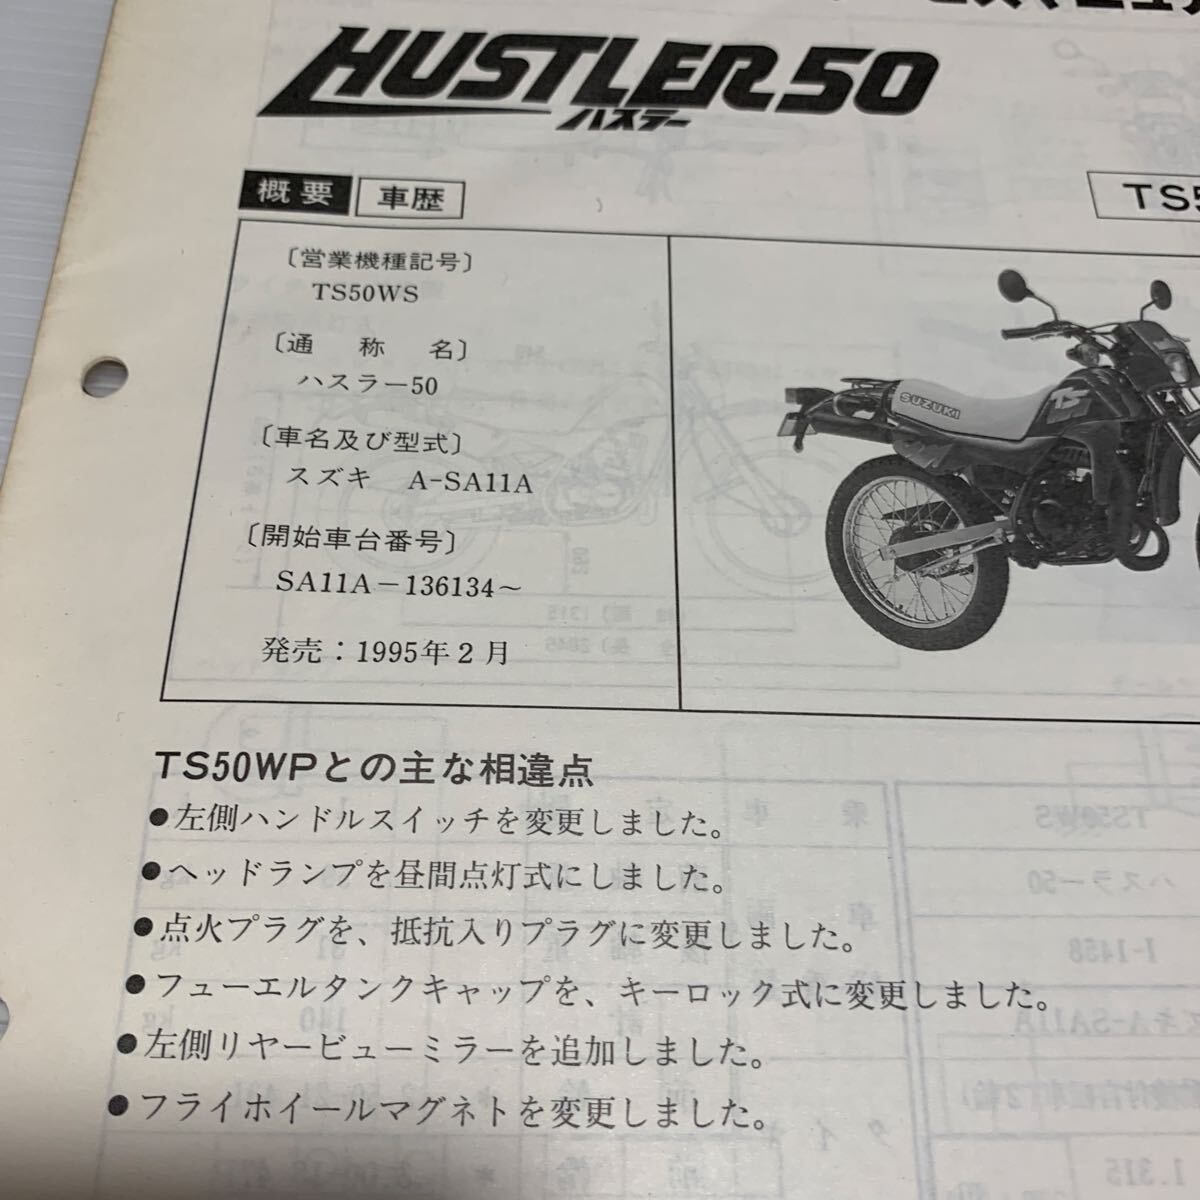 HUSTLER50
ハスラー
概要 車歴
TS5
〔営業機種記号〕
TS50WS
〔通称名〕
ハスラー50
〔車名及び型式〕
スズキ A-SA11A
〔開始車台番号〕
SA11A－136134～
発売：1995年2月
SUZUKI
TS
TS50WPとの主な相違点
●左側ハンドルスイッチを変更しました。
●ヘッドランプを昼間点灯式にしました。
●点火プラグを、抵抗入りプラグに変更しました。
●フューエルタンクキャップを、キーロック式に変更しました。
●左側リヤービューミラーを追加しました。
●フライホイールマグネトを変更しました。